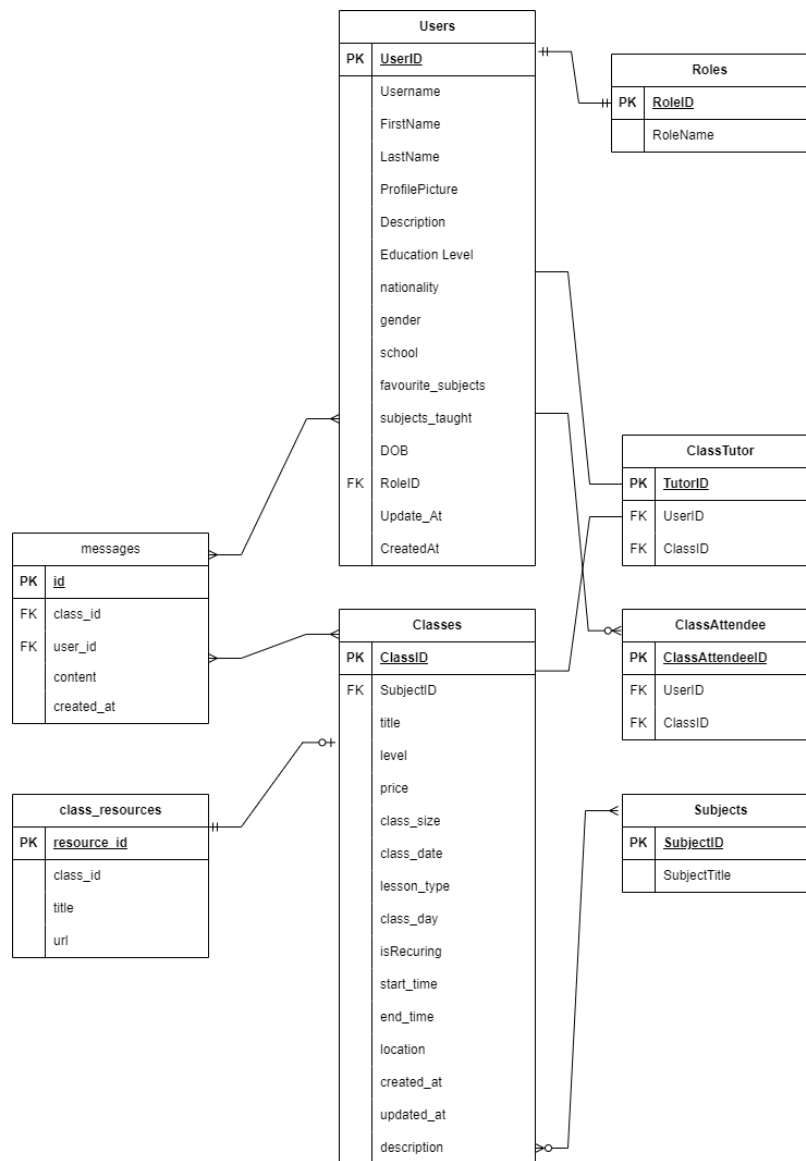 Users
PK UserID
Username
FirstName
LastName
ProfilePicture
Description
Education Level
nationality
gender
school
favourite_subjects
subjects_taught
DOB
FK RoleID
Update_At
CreatedAt
Roles
PK RoleID
RoleName
ClassTutor
PK TutorID
FK UserID
FK ClassID
messages
PK id
FK class_id
FK user_id
content
created_at
Classes
PK ClassID
FK SubjectID
title
level
price
class_size
class_date
lesson_type
class_day
isRecuring
start_time
end_time
location
created_at
updated_at
description
ClassAttendee
PK ClassAttendeeID
FK UserID
FK ClassID
class_resources
PK resource_id
class_id
title
url
Subjects
PK SubjectID
SubjectTitle